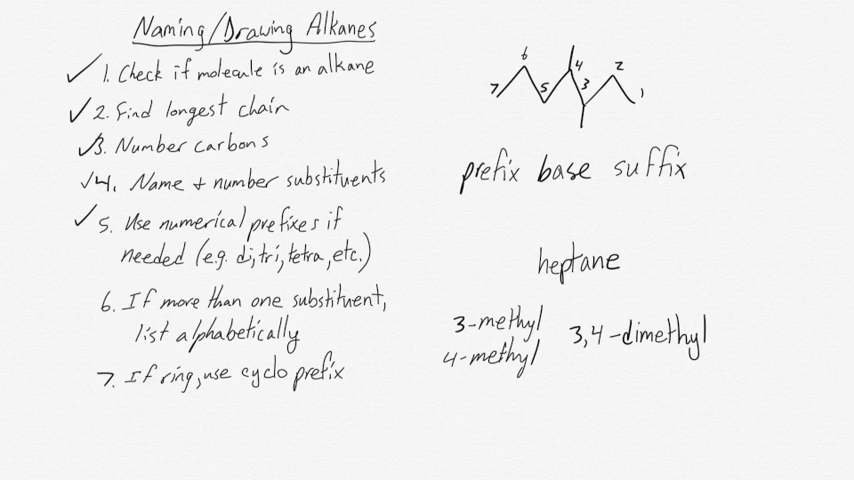 Naming/Drawing Alkanes
✓ 1. Check if molecule is an alkane
✓ 2. Find longest chain
✓ 3. Number carbons
✓ 4. Name + number substituents
✓ 5. Use numerical prefixes if
needed (e.g. di, tri, tetra, etc.)
6. If more than one substituent,
list alphabetically
7. If ring, use cyclo prefix
7 6 5 4 3 2 1
prefix base suffix
heptane
3-methyl
4-methyl
3,4-dimethyl